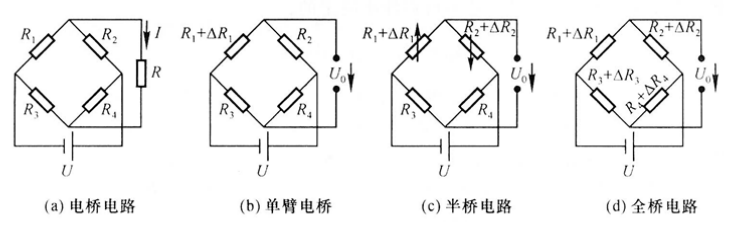 R₁ R₂ I R R₃ R₄ U
R₁+ΔR₁ R₂ U₀ R₃ R₄ U
R₁+ΔR₁ R₂+ΔR₂ U₀ R₃ R₄ U
R₁+ΔR₁ R₂+ΔR₂ U₀ R₃+ΔR₃ R₄+ΔR₄ U
(a) 电桥电路
(b) 单臂电桥
(c) 半桥电路
(d) 全桥电路